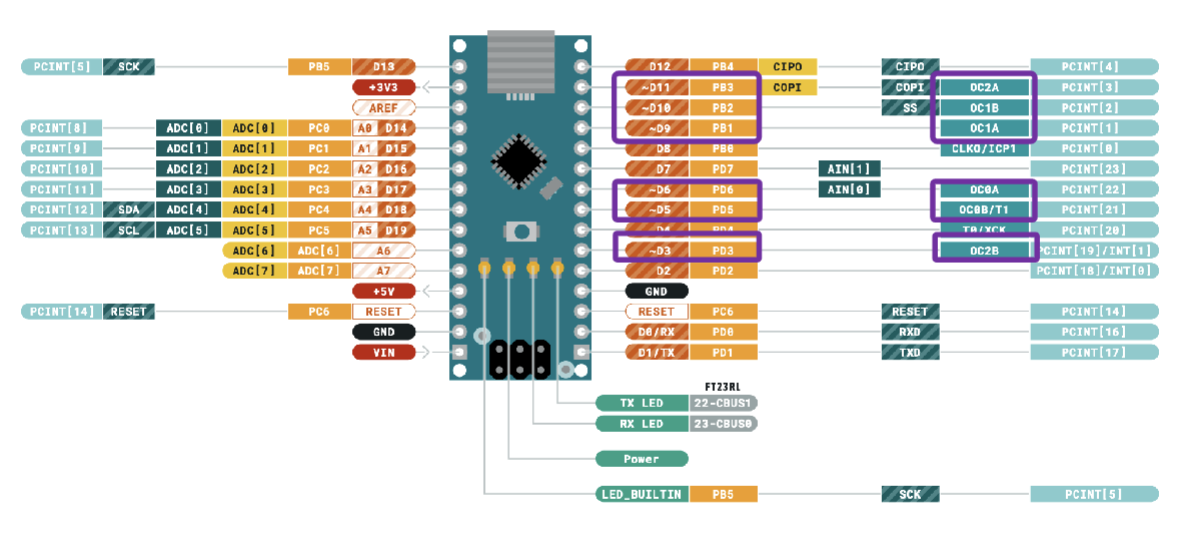 PCINT[5] SCK PB5 D13 D12 PB4 CIPO CIPO PCINT[4]
+3V3 ~D11 PB3 COPI COPI OC2A PCINT[3]
AREF ~D10 PB2 SS OC1B PCINT[2]
PCINT[8] ADC[0] ADC[0] PC0 A0 D14 ~D9 PB1 OC1A PCINT[1]
PCINT[9] ADC[1] ADC[1] PC1 A1 D15 D8 PB0 CLKO/ICP1 PCINT[0]
PCINT[10] ADC[2] ADC[2] PC2 A2 D16 D7 PD7 AIN[1] PCINT[23]
PCINT[11] ADC[3] ADC[3] PC3 A3 D17 ~D6 PD6 AIN[0] OC0A PCINT[22]
PCINT[12] SDA ADC[4] ADC[4] PC4 A4 D18 ~D5 PD5 OC0B/T1 PCINT[21]
PCINT[13] SCL ADC[5] ADC[5] PC5 A5 D19 D4 PD4 T0/XCK PCINT[20]
ADC[6] ADC[6] A6 ~D3 PD3 OC2B PCINT[19]/INT[1]
ADC[7] ADC[7] A7 D2 PD2 PCINT[18]/INT[0]
+5V GND
PCINT[14] RESET PC6 RESET RESET PC6 RESET PCINT[14]
GND D0/RX PD0 RXD PCINT[16]
VIN D1/TX PD1 TXD PCINT[17]
FT23RL
TX LED 22-CBUS1
RX LED 23-CBUS0
Power
LED_BUILTIN PB5 SCK PCINT[5]